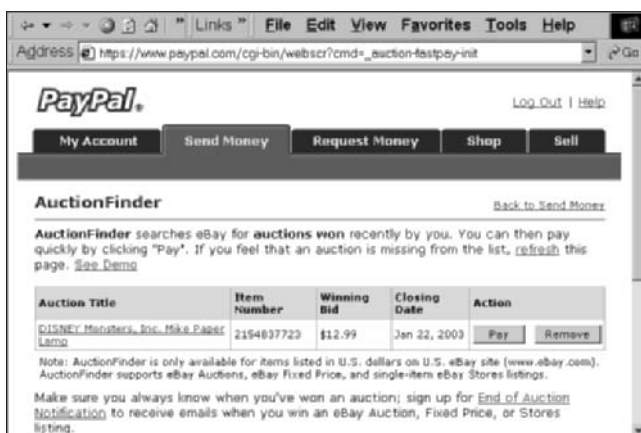 " Links " File Edit View Favorites Tools Help
Address https://www.paypal.com/cgi-bin/webscr?cmd=_auction-fastpay-init Go
PayPal. Log Out | Help
My Account Send Money Request Money Shop Sell
AuctionFinder Back to Send Money
AuctionFinder searches eBay for auctions won recently by you. You can then pay
quickly by clicking "Pay". If you feel that an auction is missing from the list, refresh this
page. See Demo
Auction Title Item Number Winning Bid Closing Date Action
DISNEY Monsters, Inc. Mike Paper Lamp 2154837723 $12.99 Jan 22, 2003 Pay Remove
Note: AuctionFinder is only available for items listed in U.S. dollars on U.S. eBay site (www.ebay.com).
AuctionFinder supports eBay Auctions, eBay Fixed Price, and single-item eBay Stores listings.
Make sure you always know when you've won an auction; sign up for End of Auction
Notification to receive emails when you win an eBay Auction, Fixed Price, or Stores
listing.